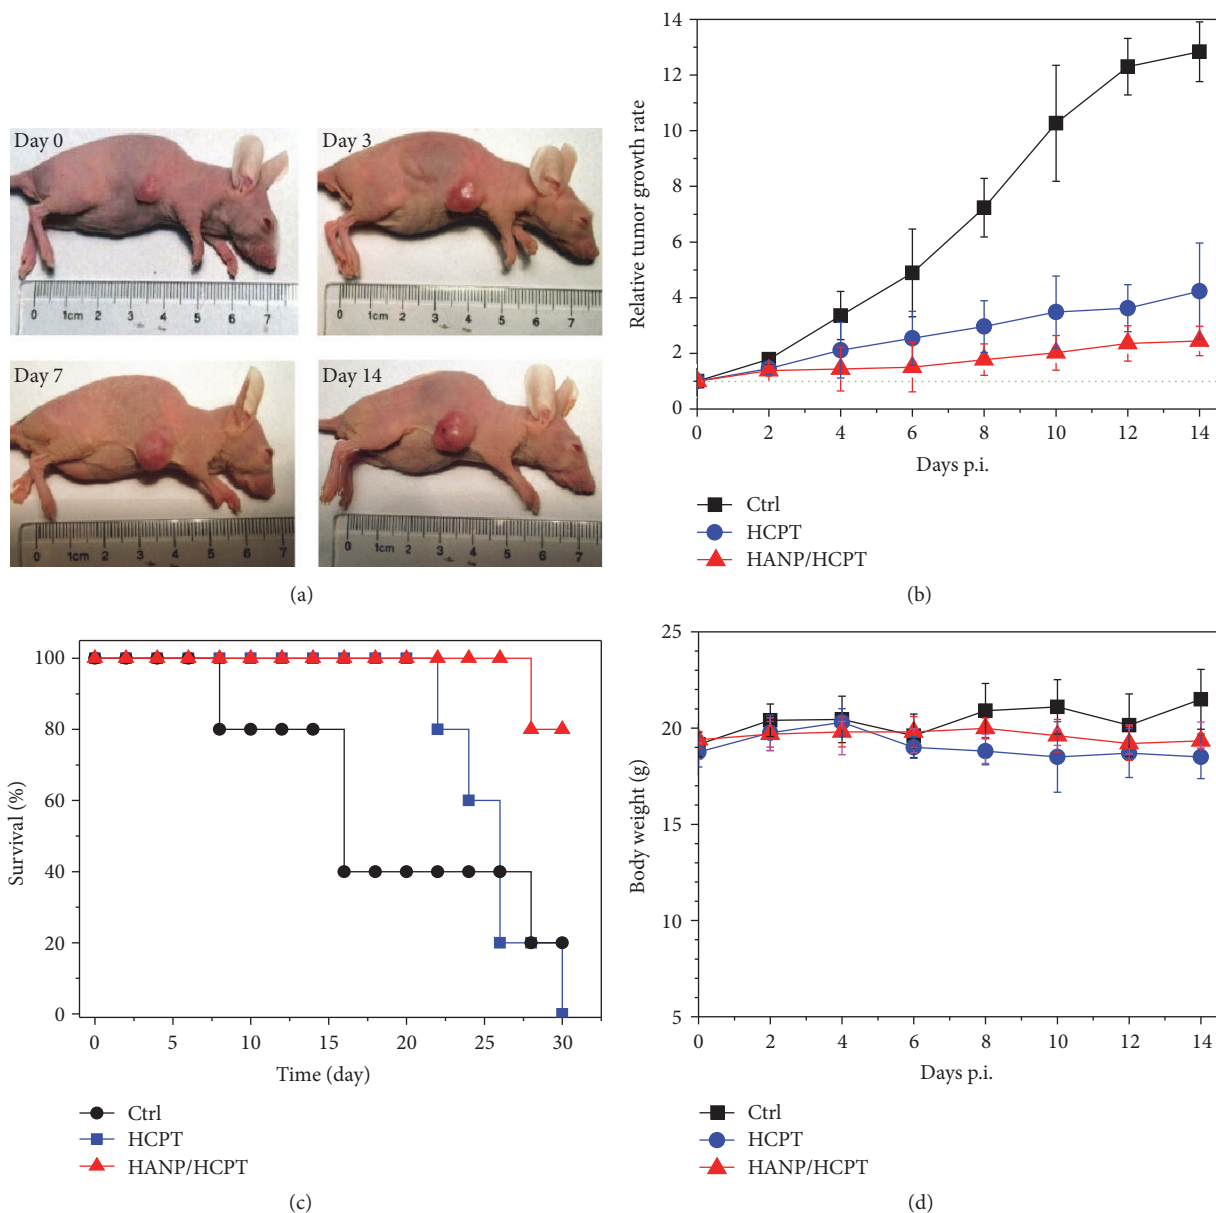 Day 0
0 1cm 2 3 4 5 6 7
Day 3
0 1cm 2 3 4 5 6 7
Day 7
0 1cm 2 3 4 5 6 7
Day 14
0 1cm 2 3 4 5 6 7
(a)
Relative tumor growth rate
14
12
10
8
6
4
2
0
0 2 4 6 8 10 12 14
Days p.i.
Ctrl
HCPT
HANP/HCPT
(b)
Survival (%)
100
80
60
40
20
0
0 5 10 15 20 25 30
Time (day)
Ctrl
HCPT
HANP/HCPT
(c)
Body weight (g)
25
20
15
10
5
0 2 4 6 8 10 12 14
Days p.i.
Ctrl
HCPT
HANP/HCPT
(d)